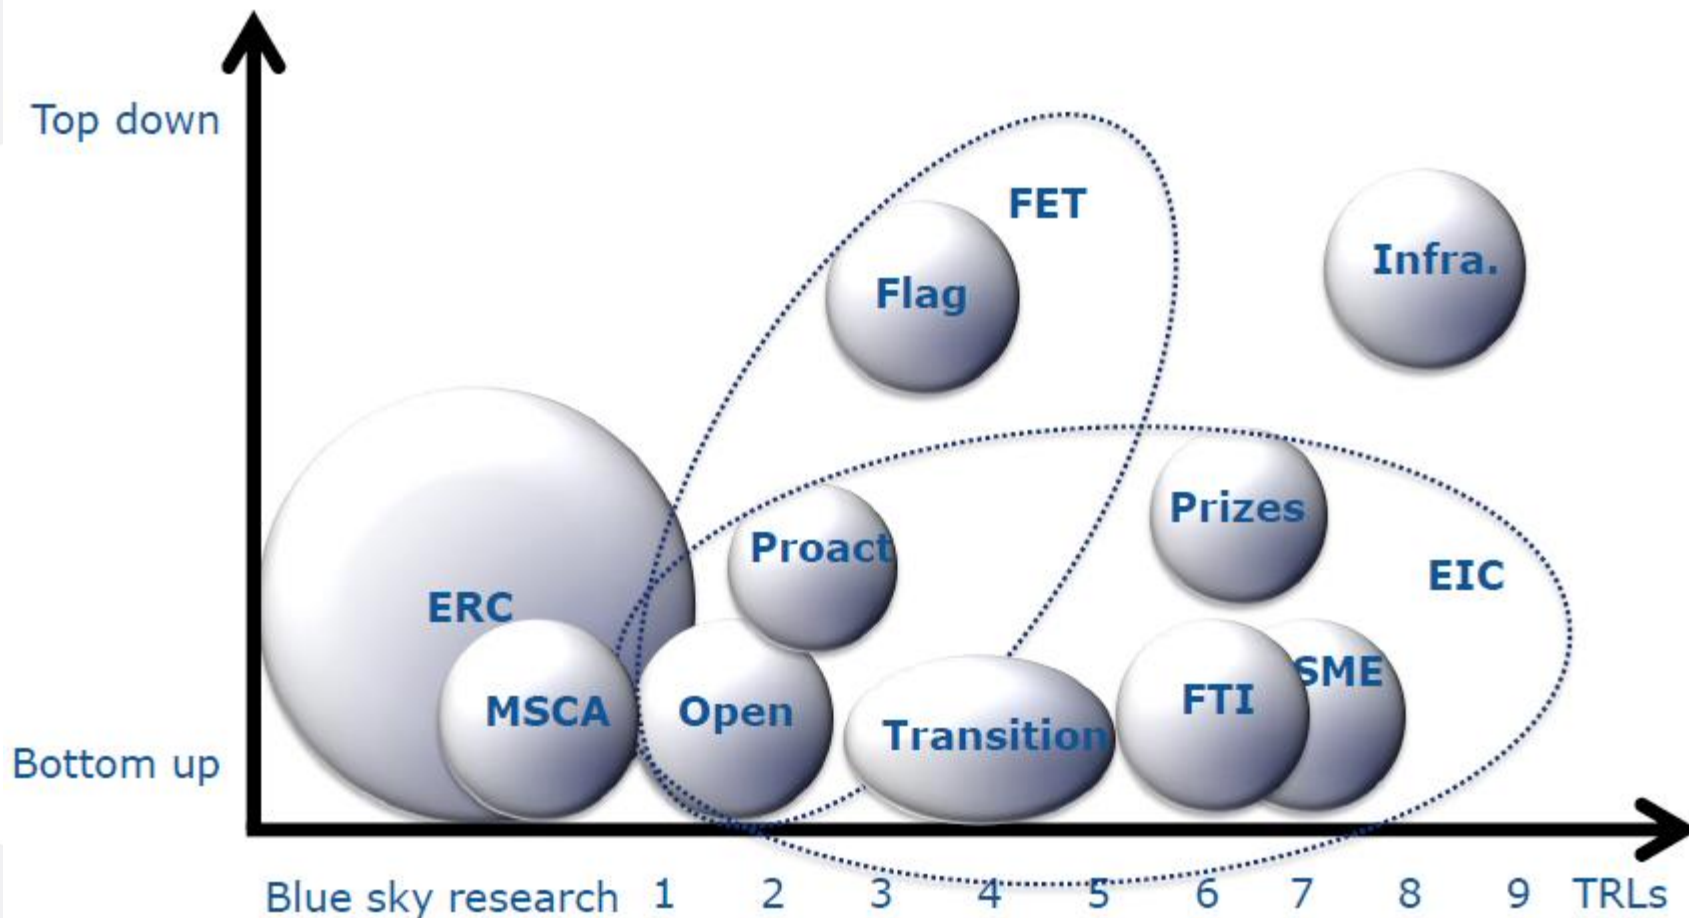 Top down
FET
Infra.
Flag
Prizes
Proact
EIC
ERC
SME
FTI
MSCA
Open
Transition
Bottom up
Blue sky research 1 2 3 4 5 6 7 8 9 TRLs